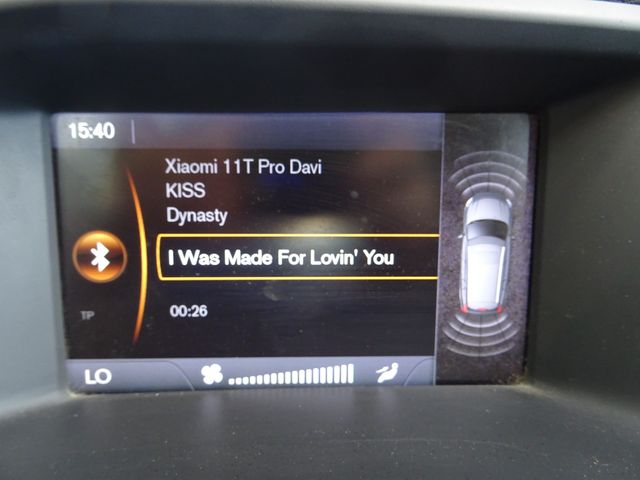 15:40
Xiaomi 11T Pro Davi
KISS
Dynasty
I Was Made For Lovin' You
TP
00:26
LO